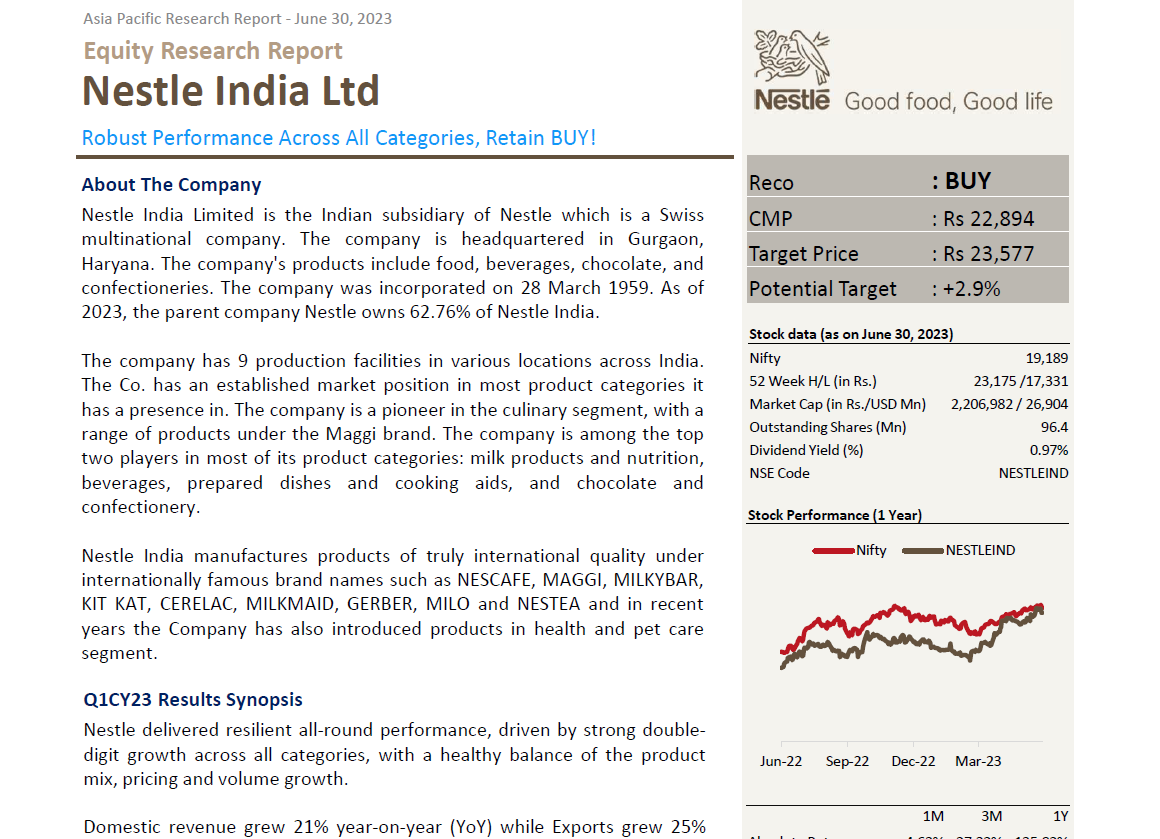 Asia Pacific Research Report - June 30, 2023
Equity Research Report
Nestle India Ltd
Robust Performance Across All Categories, Retain BUY!
About The Company
Nestle India Limited is the Indian subsidiary of Nestle which is a Swiss
multinational company. The company is headquartered in Gurgaon,
Haryana. The company's products include food, beverages, chocolate, and
confectioneries. The company was incorporated on 28 March 1959. As of
2023, the parent company Nestle owns 62.76% of Nestle India.
The company has 9 production facilities in various locations across India.
The Co. has an established market position in most product categories it
has a presence in. The company is a pioneer in the culinary segment, with a
range of products under the Maggi brand. The company is among the top
two players in most of its product categories: milk products and nutrition,
beverages, prepared dishes and cooking aids, and chocolate and
confectionery.
Nestle India manufactures products of truly international quality under
internationally famous brand names such as NESCAFE, MAGGI, MILKYBAR,
KIT KAT, CERELAC, MILKMAID, GERBER, MILO and NESTEA and in recent
years the Company has also introduced products in health and pet care
segment.
Q1CY23 Results Synopsis
Nestle delivered resilient all-round performance, driven by strong double-
digit growth across all categories, with a healthy balance of the product
mix, pricing and volume growth.
Domestic revenue grew 21% year-on-year (YoY) while Exports grew 25%
Nestlé Good food, Good life
Reco : BUY
CMP : Rs 22,894
Target Price : Rs 23,577
Potential Target : +2.9%
Stock data (as on June 30, 2023)
Nifty 19,189
52 Week H/L (in Rs.) 23,175 /17,331
Market Cap (in Rs./USD Mn) 2,206,982 / 26,904
Outstanding Shares (Mn) 96.4
Dividend Yield (%) 0.97%
NSE Code NESTLEIND
Stock Performance (1 Year)
Nifty NESTLEIND
Jun-22 Sep-22 Dec-22 Mar-23
1M 3M 1Y